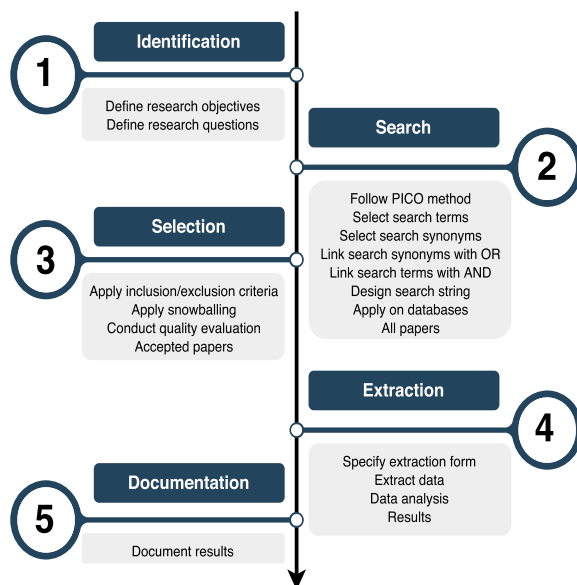 1
Identification
Define research objectives
Define research questions
2
Search
Follow PICO method
Select search terms
Select search synonyms
Link search synonyms with OR
Link search terms with AND
Design search string
Apply on databases
All papers
3
Selection
Apply inclusion/exclusion criteria
Apply snowballing
Conduct quality evaluation
Accepted papers
4
Extraction
Specify extraction form
Extract data
Data analysis
Results
5
Documentation
Document results